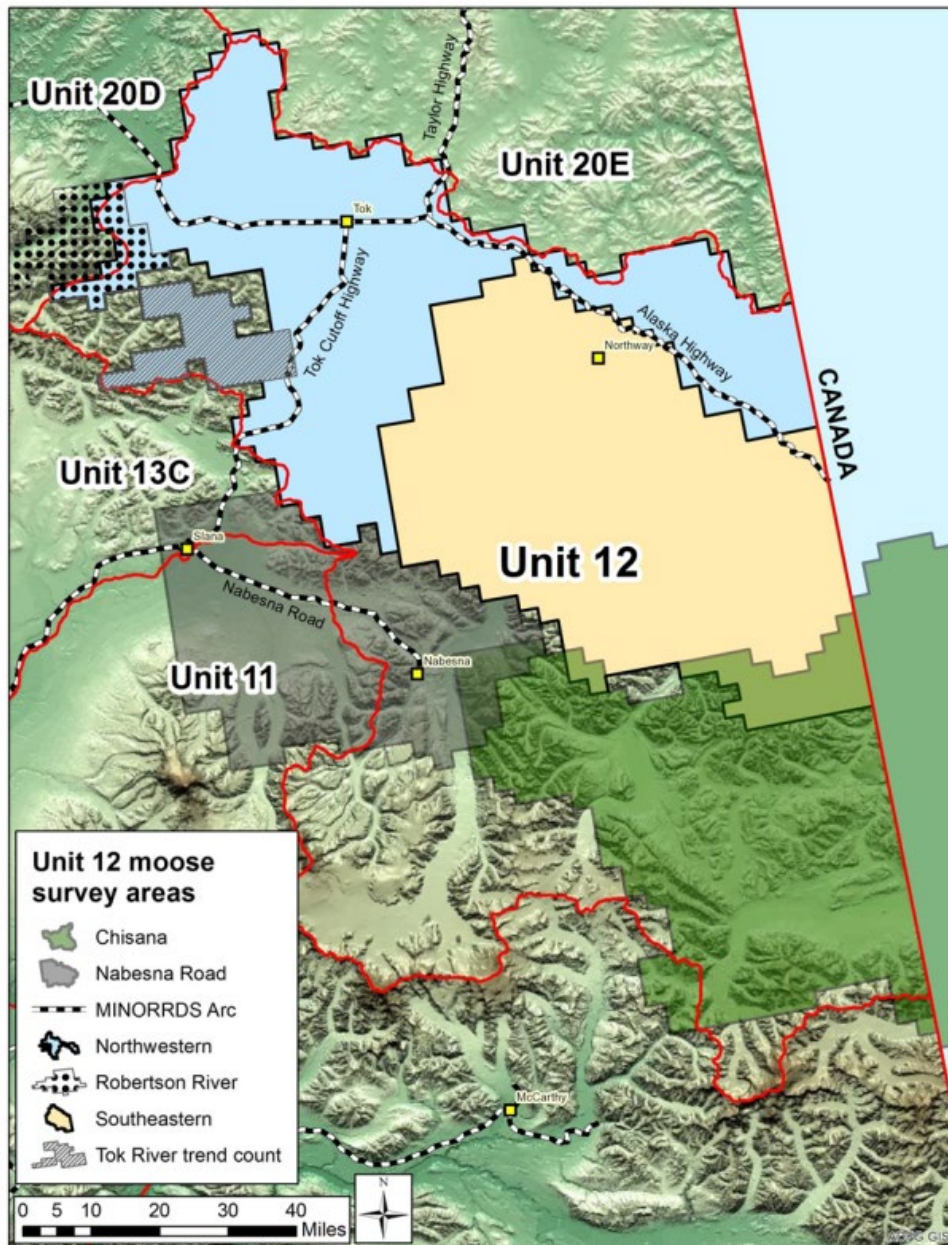 Unit 20D
Taylor Highway
Unit 20E
Tok
Tok Cutoff Highway
Alaska Highway
Northway
CANADA
Unit 13C
Slana
Unit 12
Nabesna Road
Unit 11
Nabesna
Unit 12 moose
survey areas
Chisana
Nabesna Road
MINORRDS Arc
Northwestern
Robertson River
Southeastern
Tok River trend count
McCarthy
N
0 5 10 20 30 40
Miles